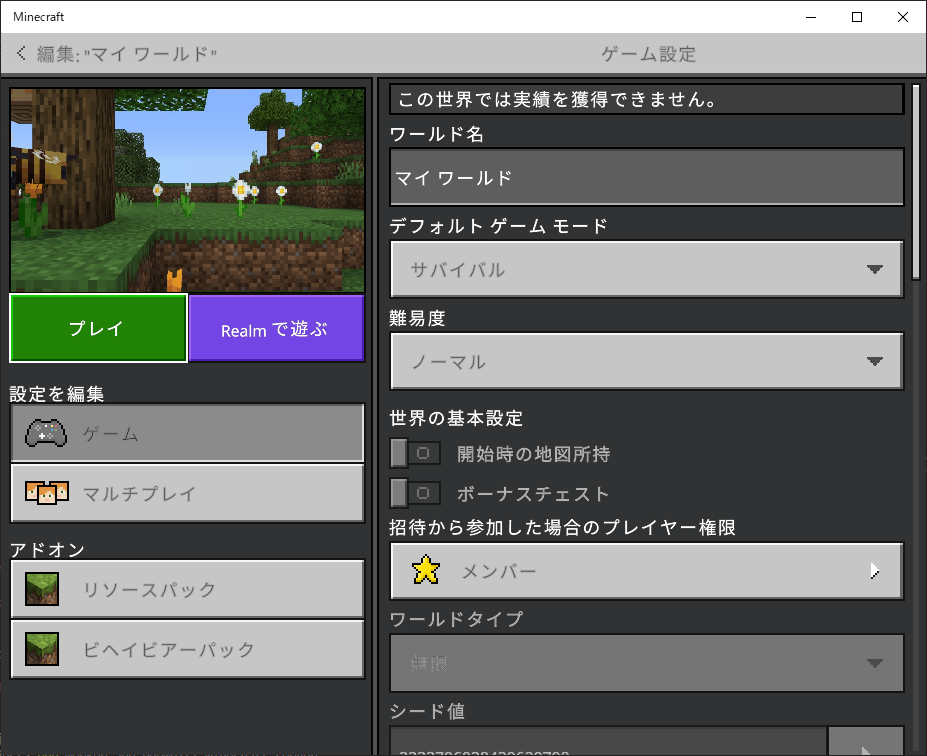 Minecraft
編集:"マイ ワールド"
ゲーム設定
プレイ
Realm で遊ぶ
設定を編集
ゲーム
マルチプレイ
アドオン
リソースパック
ビヘイビアーパック
この世界では実績を獲得できません。
ワールド名
マイ ワールド
デフォルト ゲーム モード
サバイバル
難易度
ノーマル
世界の基本設定
開始時の地図所持
ボーナスチェスト
招待から参加した場合のプレイヤー権限
メンバー
ワールドタイプ
無限
シード値